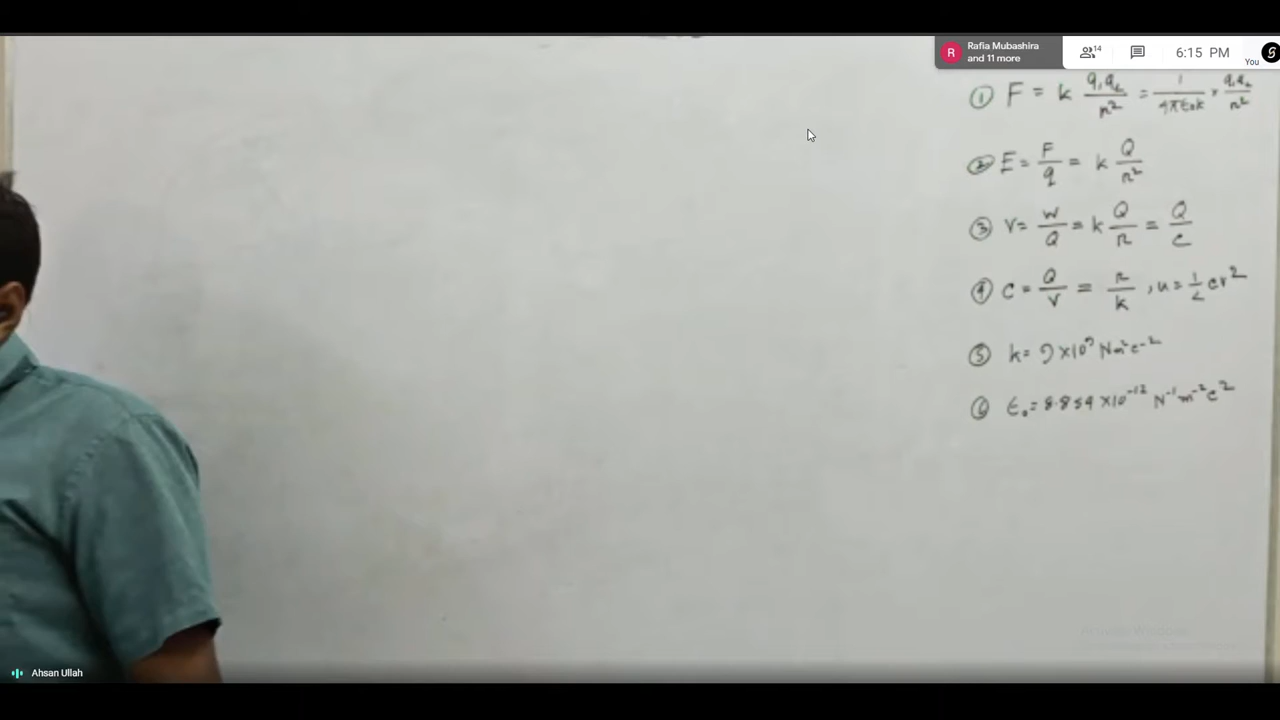 Rafia Mubashira
and 11 more
14
6:15 PM
You
① F = k q₁q₂/r² = 1/4πε₀k × q₁q₂/r²
② E = F/q = k Q/r²
③ V = W/Q = k Q/r = Q/C
④ C = Q/V = r/k , u = ½ cv²
⑤ k = 9 × 10⁹ Nm²c⁻²
⑥ ε₀ = 8.854 × 10⁻¹² N⁻¹m⁻²c²
Ahsan Ullah